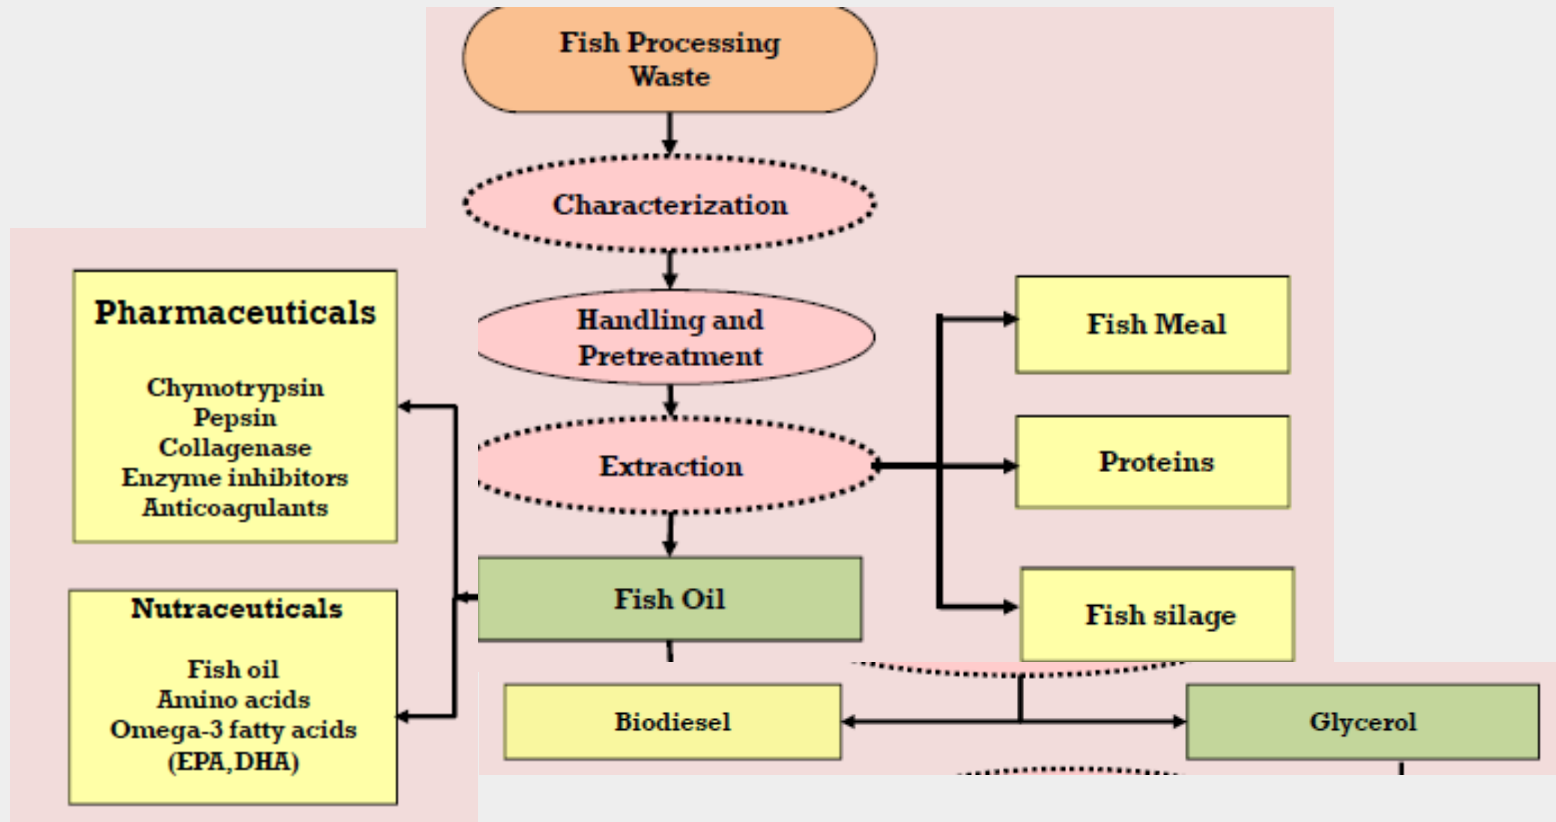 Fish Processing
Waste
Characterization
Handling and
Pretreatment
Extraction
Fish Oil
Fish Meal
Proteins
Fish silage
Pharmaceuticals
Chymotrypsin
Pepsin
Collagenase
Enzyme inhibitors
Anticoagulants
Nutraceuticals
Fish oil
Amino acids
Omega-3 fatty acids
(EPA,DHA)
Biodiesel
Glycerol